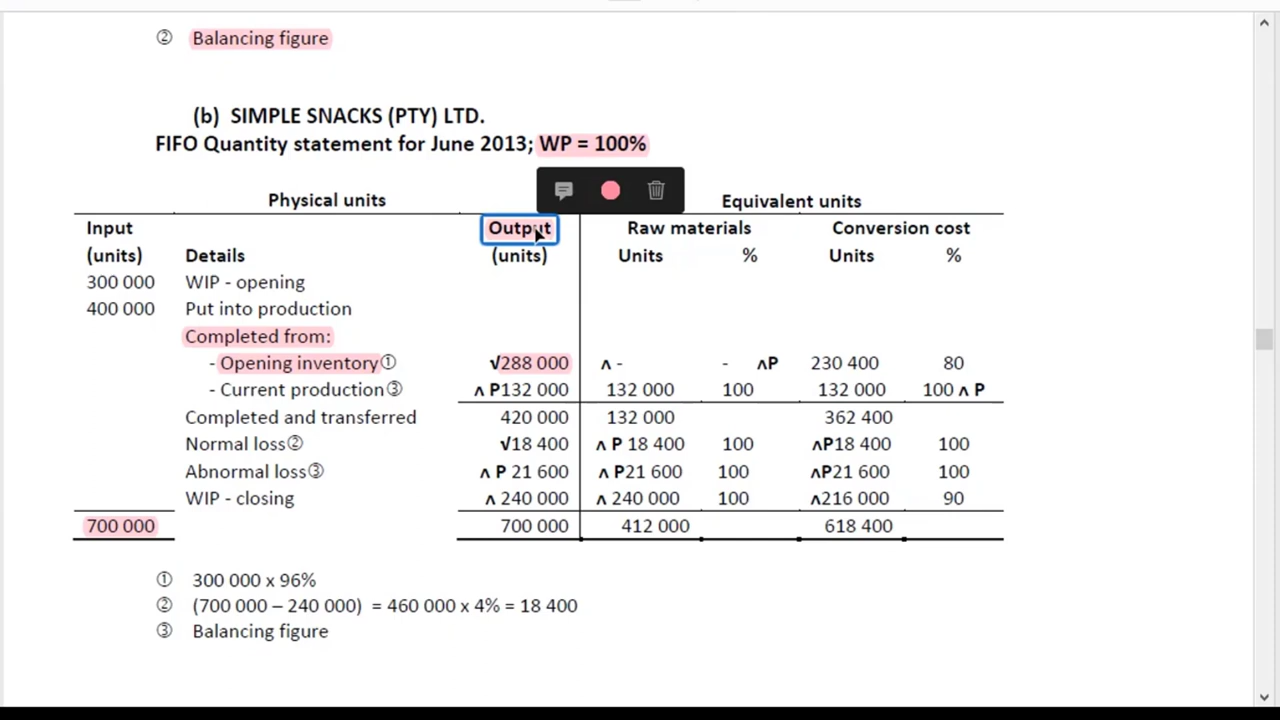 ② Balancing figure
(b) SIMPLE SNACKS (PTY) LTD.
FIFO Quantity statement for June 2013; WP = 100%
Physical units Equivalent units
Input Output Raw materials Conversion cost
(units) Details (units) Units % Units %
300 000 WIP - opening
400 000 Put into production
Completed from:
- Opening inventory① √288 000 ʌ - - ʌP 230 400 80
- Current production③ ʌ P132 000 132 000 100 132 000 100 ʌ P
Completed and transferred 420 000 132 000 362 400
Normal loss② √18 400 ʌ P 18 400 100 ʌP18 400 100
Abnormal loss③ ʌ P 21 600 ʌ P21 600 100 ʌP21 600 100
WIP - closing ʌ 240 000 ʌ 240 000 100 ʌ216 000 90
700 000 700 000 412 000 618 400
① 300 000 x 96%
② (700 000 – 240 000) = 460 000 x 4% = 18 400
③ Balancing figure